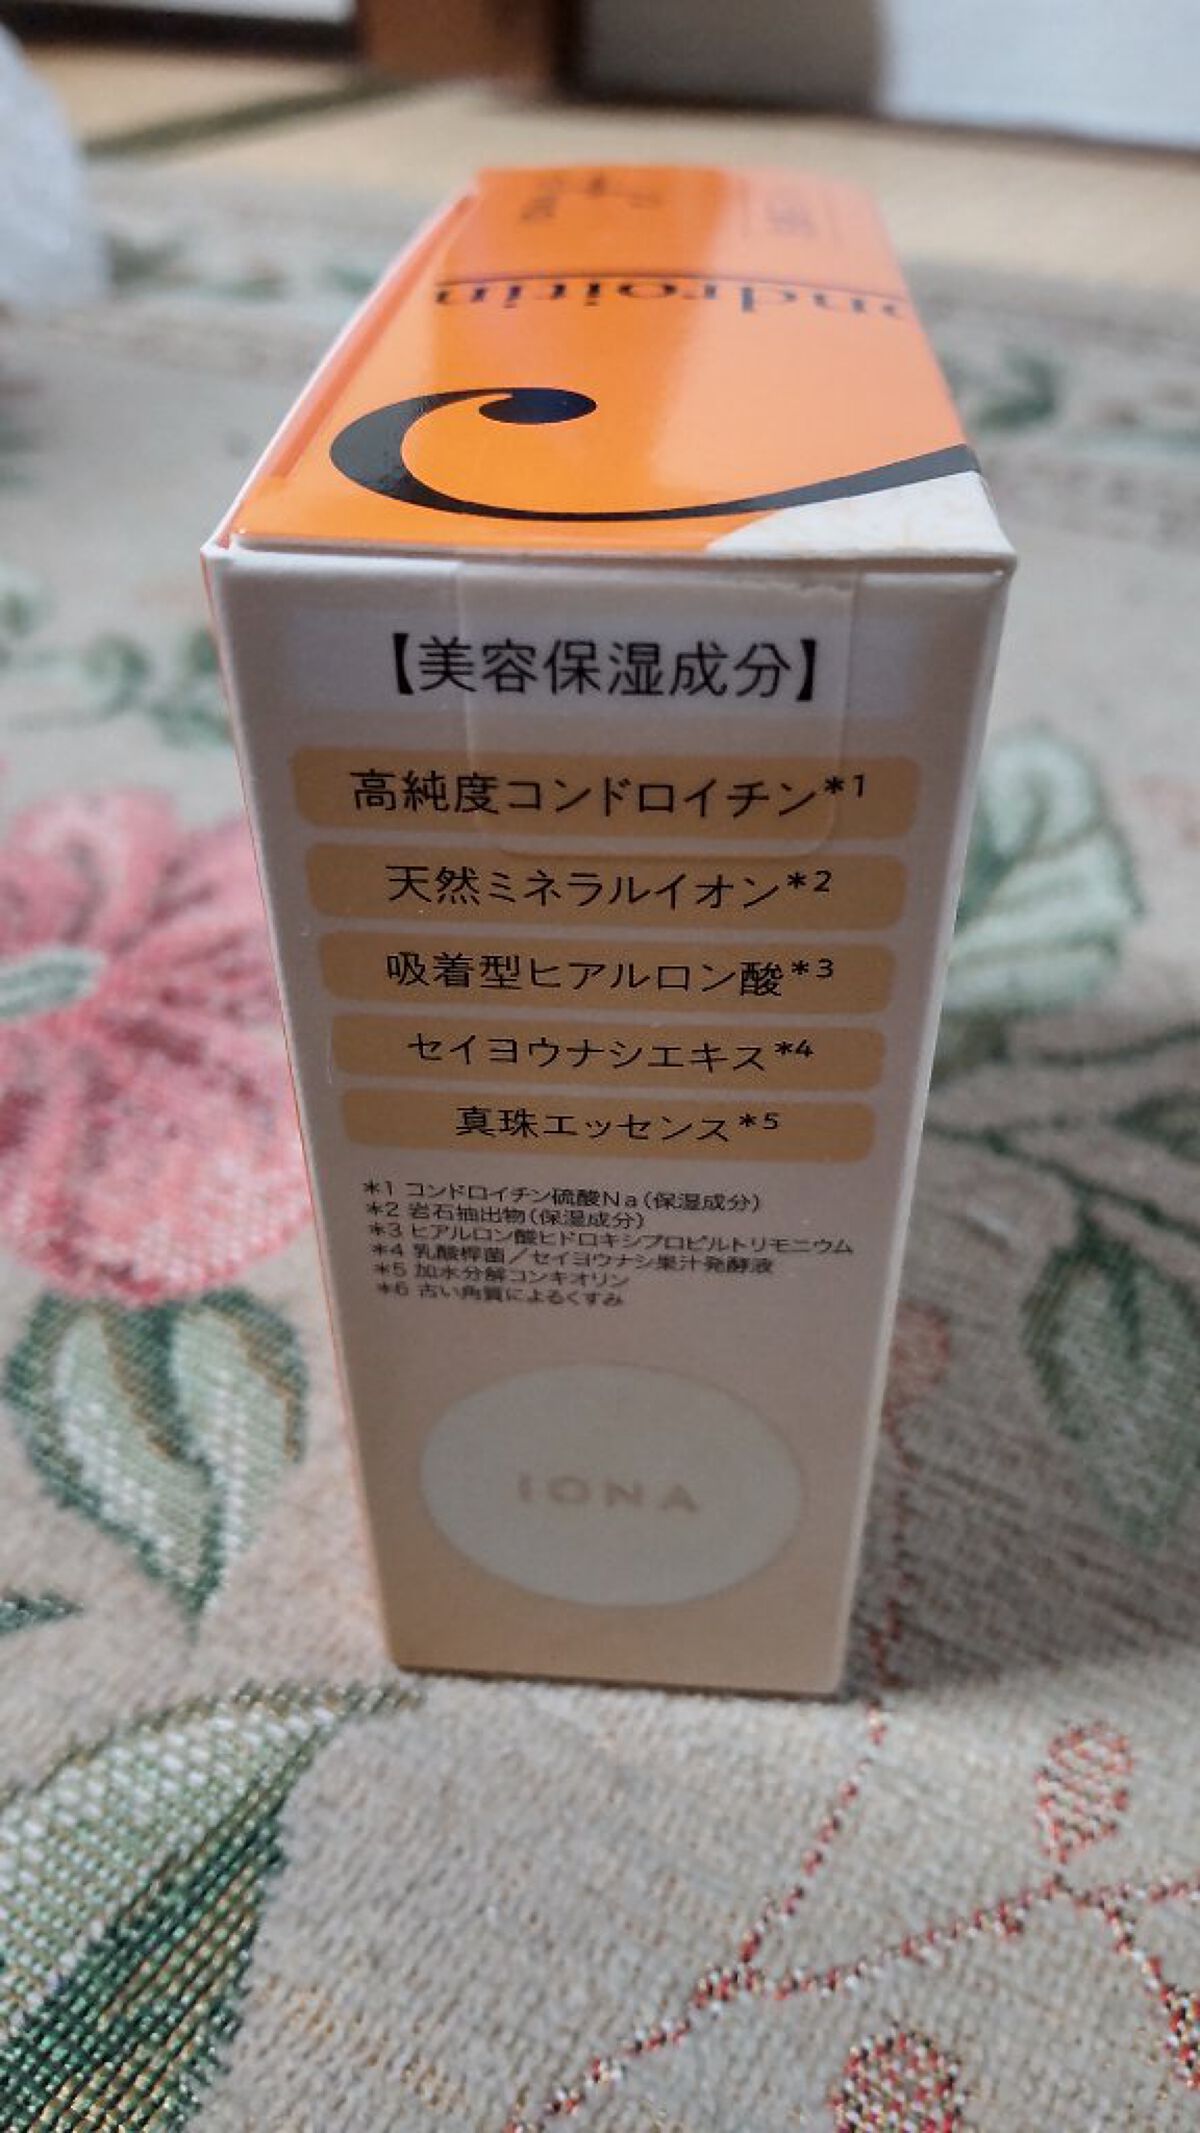 ondroitin
【美容保湿成分】
高純度コンドロイチン*1
天然ミネラルイオン*2
吸着型ヒアルロン酸*3
セイヨウナシエキス*4
真珠エッセンス*5
*1 コンドロイチン硫酸Na(保湿成分)
*2 岩石抽出物(保湿成分)
*3 ヒアルロン酸ヒドロキシプロピルトリモニウム
*4 乳酸桿菌/セイヨウナシ果汁発酵液
*5 加水分解コンキオリン
*6 古い角質によるくすみ
IONA